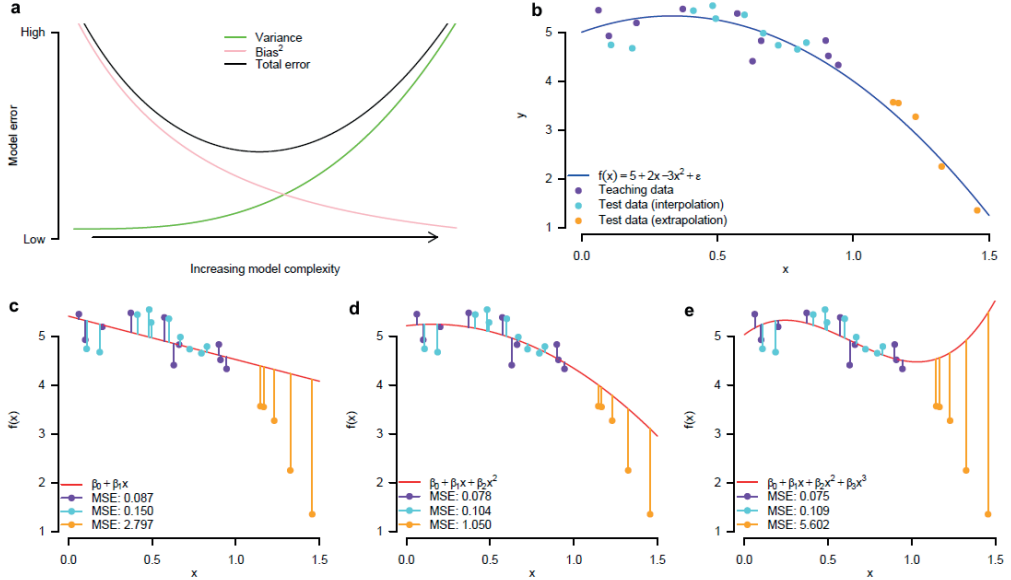 a
High
Variance
Bias²
Total error
Model error
Low
Increasing model complexity
b
5
4
y
3
2
1
f(x) = 5 + 2x − 3x² + ε
Teaching data
Test data (interpolation)
Test data (extrapolation)
0.0 0.5 1.0 1.5
x
c
5
4
f(x)
3
2
1
β₀ + β₁x
MSE: 0.087
MSE: 0.150
MSE: 2.797
0.0 0.5 1.0 1.5
x
d
5
4
f(x)
3
2
1
β₀ + β₁x + β₂x²
MSE: 0.078
MSE: 0.104
MSE: 1.050
0.0 0.5 1.0 1.5
x
e
5
4
f(x)
3
2
1
β₀ + β₁x + β₂x² + β₃x³
MSE: 0.075
MSE: 0.109
MSE: 5.602
0.0 0.5 1.0 1.5
x